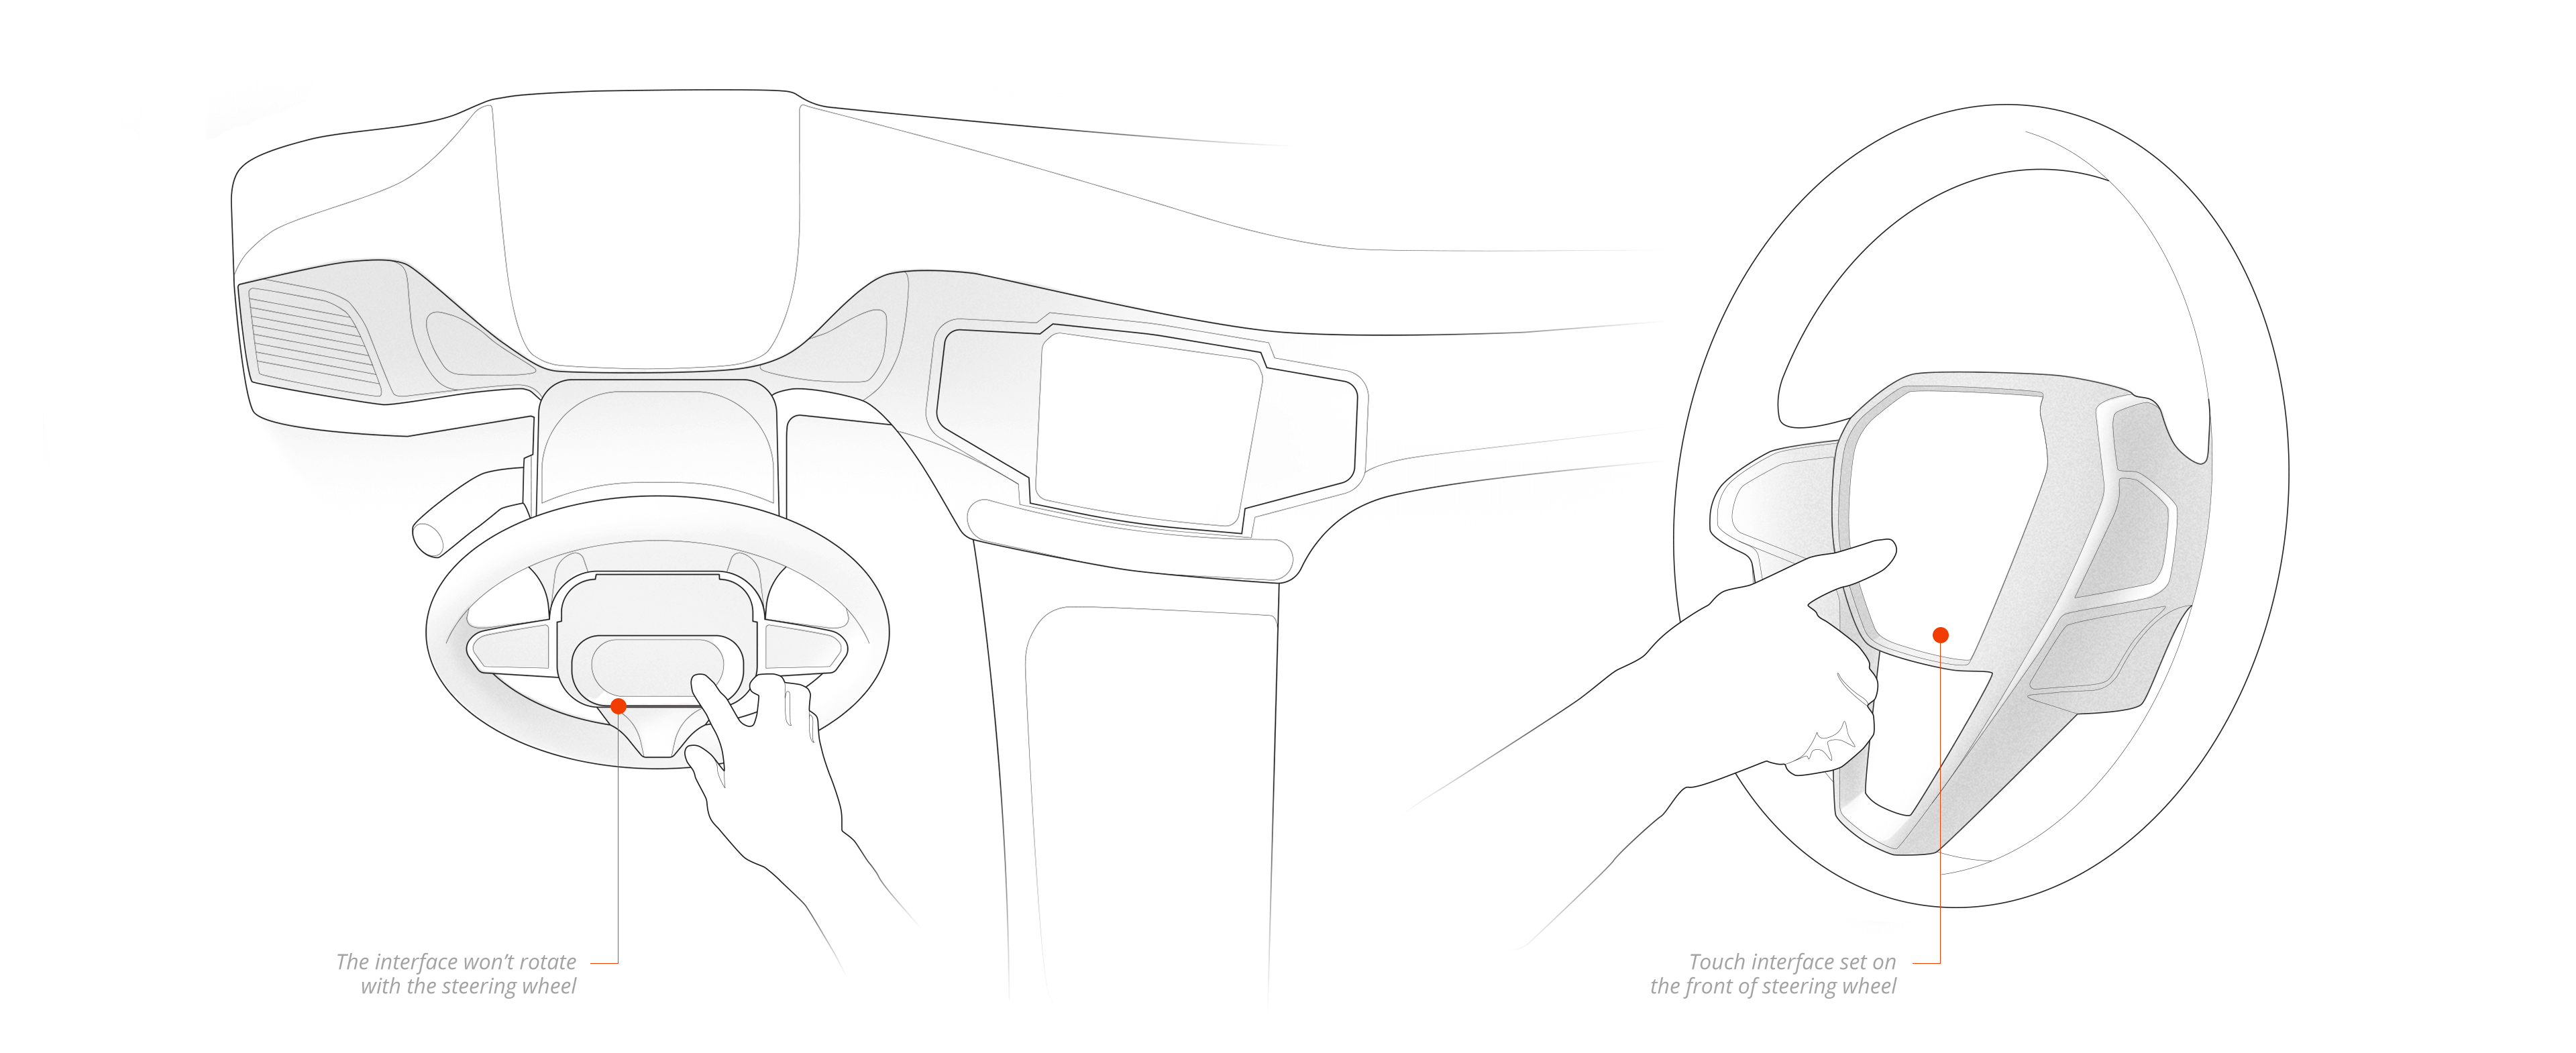 The interface won't rotate
with the steering wheel
Touch interface set on
the front of steering wheel